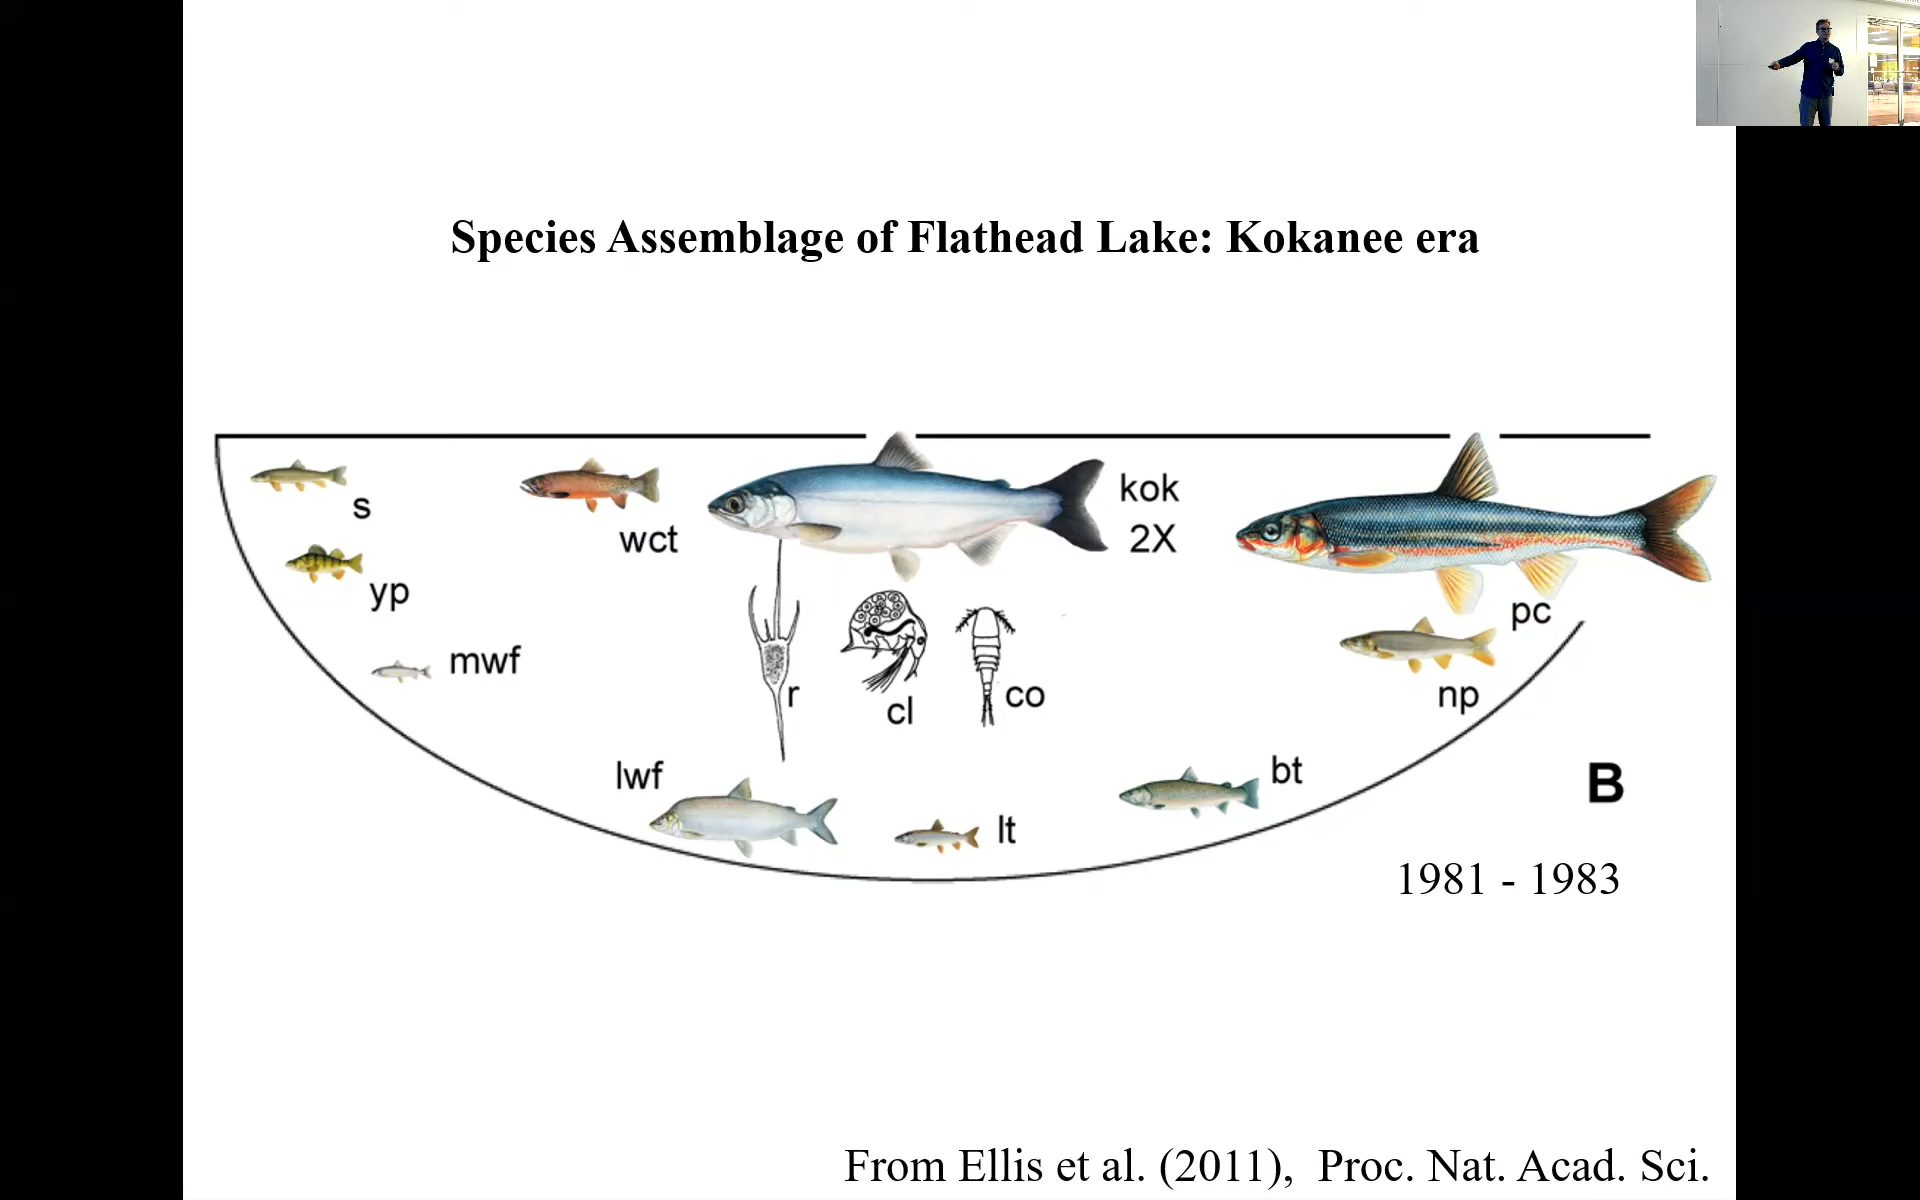 Species Assemblage of Flathead Lake: Kokanee era
s
wct
kok
2X
yp
pc
mwf
r
cl
co
np
lwf
lt
bt
B
1981 - 1983
From Ellis et al. (2011), Proc. Nat. Acad. Sci.